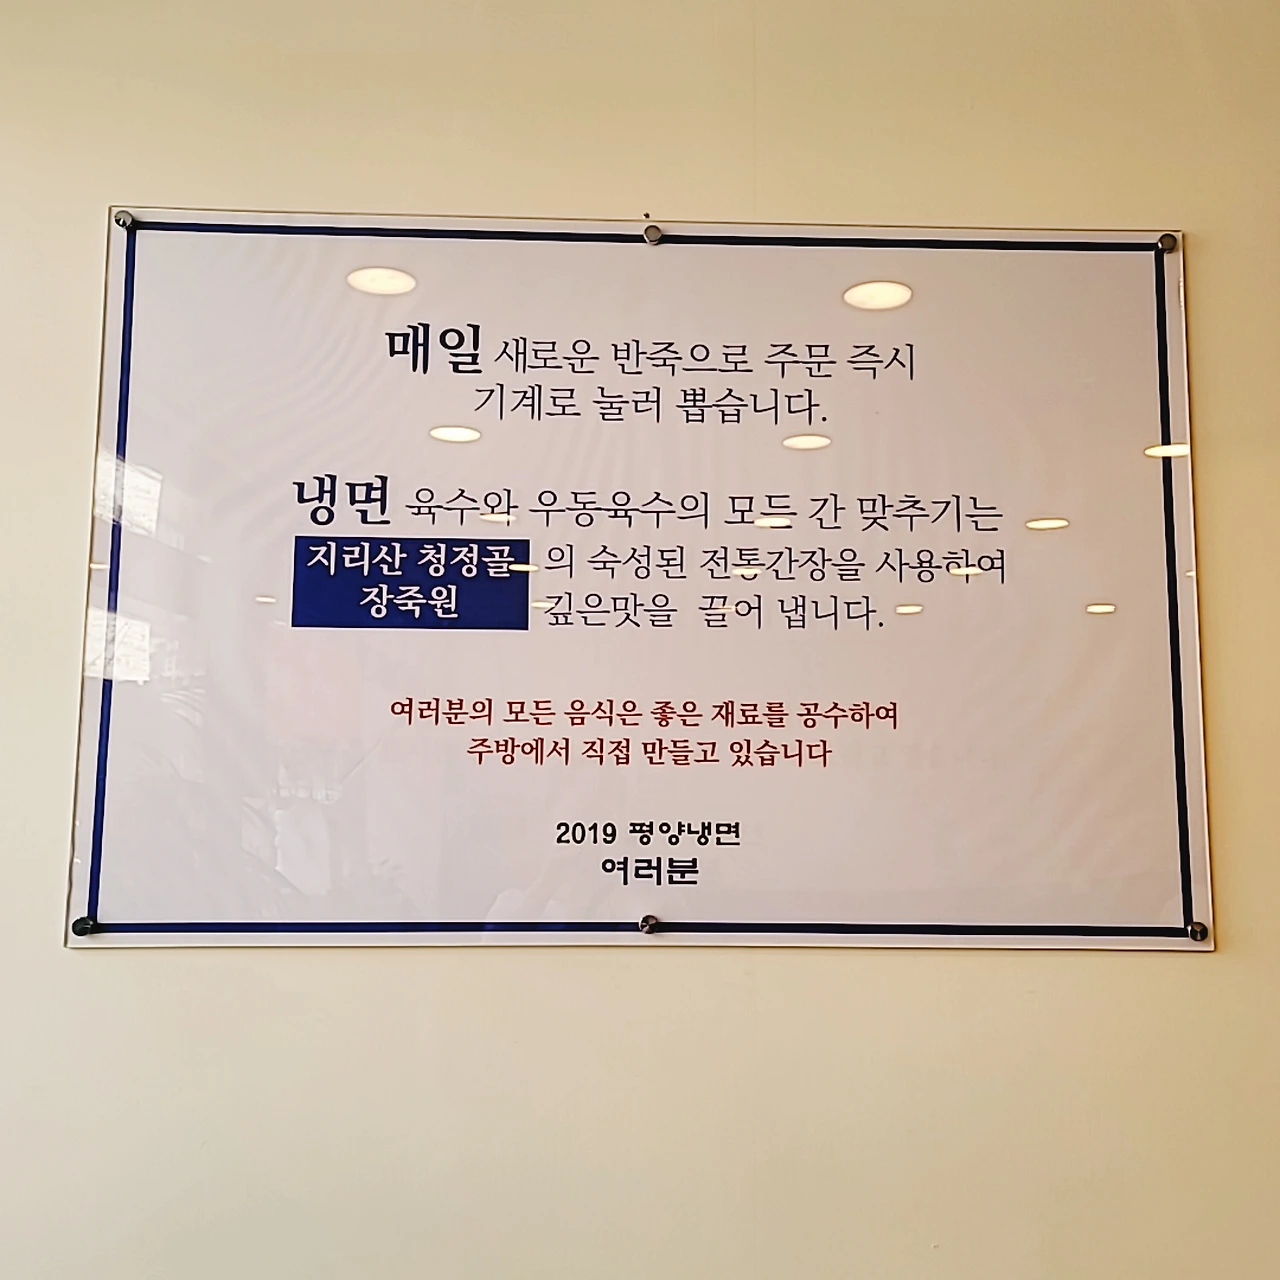 매일 새로운 반죽으로 주문 즉시
기계로 눌러 뽑습니다.
냉면 육수와 우동육수의 모든 간 맞추기는
지리산 청정골 의 숙성된 전통간장을 사용하여
장죽원 깊은맛을 끌어 냅니다.
여러분의 모든 음식은 좋은 재료를 공수하여
주방에서 직접 만들고 있습니다
2019 평양냉면
여러분